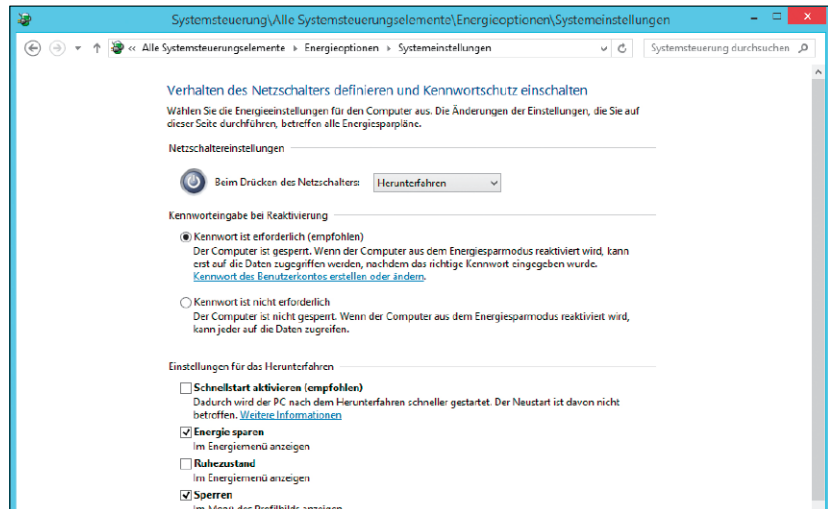 Systemsteuerung\Alle Systemsteuerungselemente\Energieoptionen\Systemeinstellungen
« Alle Systemsteuerungselemente ▸ Energieoptionen ▸ Systemeinstellungen
Systemsteuerung durchsuchen
Verhalten des Netzschalters definieren und Kennwortschutz einschalten
Wählen Sie die Energieeinstellungen für den Computer aus. Die Änderungen der Einstellungen, die Sie auf
dieser Seite durchführen, betreffen alle Energiesparpläne.
Netzschaltereinstellungen
Beim Drücken des Netzschalters: Herunterfahren
Kennworteingabe bei Reaktivierung
Kennwort ist erforderlich (empfohlen)
Der Computer ist gesperrt. Wenn der Computer aus dem Energiesparmodus reaktiviert wird, kann
erst auf die Daten zugegriffen werden, nachdem das richtige Kennwort eingegeben wurde.
Kennwort des Benutzerkontos erstellen oder ändern.
Kennwort ist nicht erforderlich
Der Computer ist nicht gesperrt. Wenn der Computer aus dem Energiesparmodus reaktiviert wird,
kann jeder auf die Daten zugreifen.
Einstellungen für das Herunterfahren
Schnellstart aktivieren (empfohlen)
Dadurch wird der PC nach dem Herunterfahren schneller gestartet. Der Neustart ist davon nicht
betroffen. Weitere Informationen
Energie sparen
Im Energiemenü anzeigen
Ruhezustand
Im Energiemenü anzeigen
Sperren
Im Menü des Profilbilds anzeigen